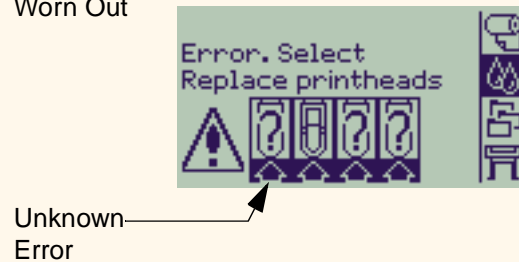 Worn Out
Error. Select
Replace printheads
? ? ? ?
Unknown
Error